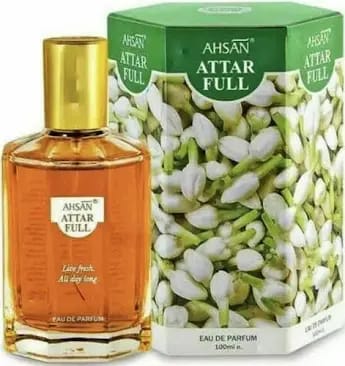 AHSAN®
ATTAR
FULL
EAU DE PARFUM
100ml e.
AHSAN®
ATTAR
FULL
Live fresh.
All day long
EAU DE PARFUM